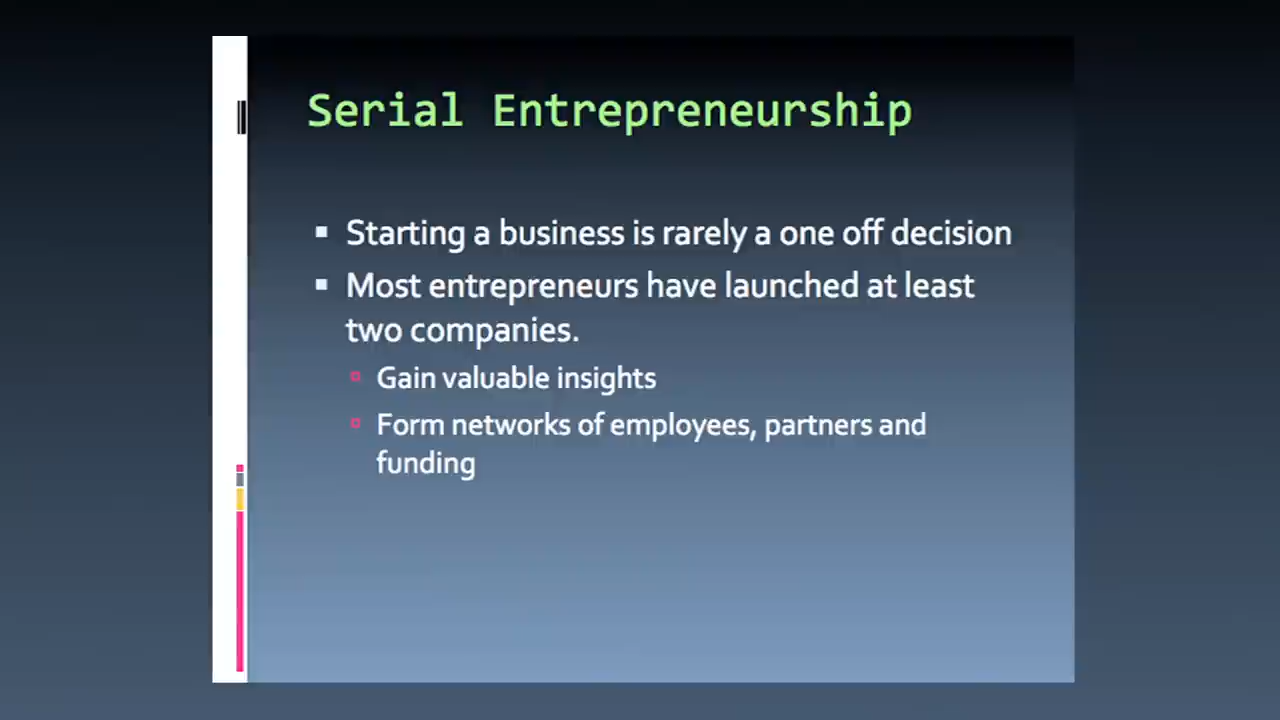 Serial Entrepreneurship
Starting a business is rarely a one off decision
Most entrepreneurs have launched at least
two companies.
Gain valuable insights
Form networks of employees, partners and
funding